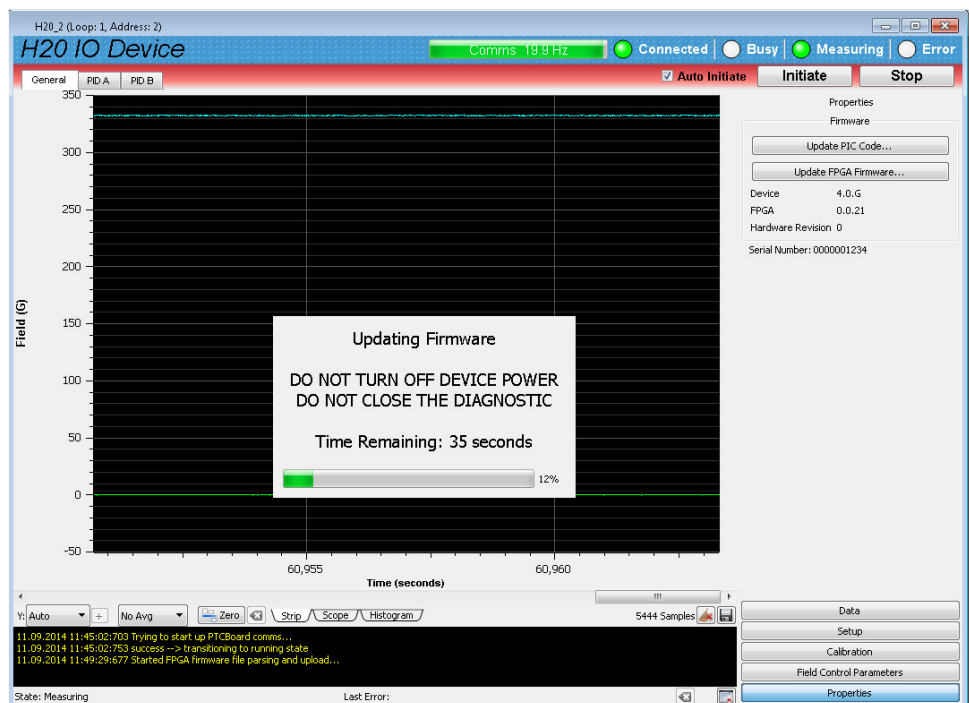 H20_2 (Loop: 1, Address: 2)
H20 IO Device
Comms 19.9 Hz
Connected
Busy
Measuring
Error
General
PID A
PID B
Auto Initiate
Initiate
Stop
350
300
250
200
150
100
50
0
-50
Field (G)
60,955
60,960
Time (seconds)
Updating Firmware
DO NOT TURN OFF DEVICE POWER
DO NOT CLOSE THE DIAGNOSTIC
Time Remaining: 35 seconds
12%
Properties
Firmware
Update PIC Code...
Update FPGA Firmware...
Device 4.0.G
FPGA 0.0.21
Hardware Revision 0
Serial Number: 0000001234
Y: Auto
+
No Avg
Zero
Strip
Scope
Histogram
5444 Samples
11.09.2014 11:45:02:703 Trying to start up PTCBoard comms...
11.09.2014 11:45:02:753 success --> transitioning to running state
11.09.2014 11:49:29:677 Started FPGA firmware file parsing and upload...
Data
Setup
Calibration
Field Control Parameters
Properties
State: Measuring
Last Error: